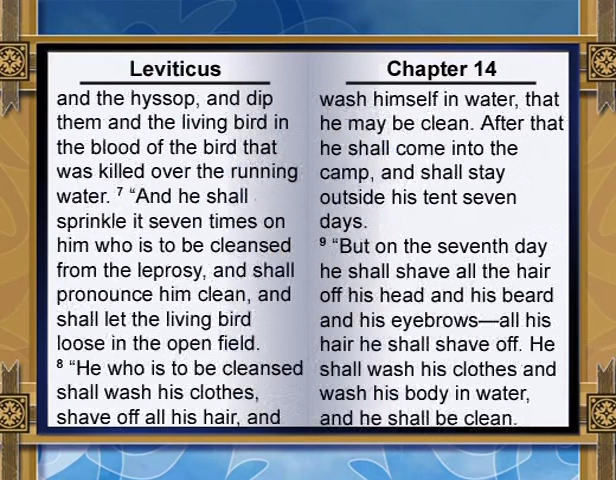 Leviticus
and the hyssop, and dip
them and the living bird in
the blood of the bird that
was killed over the running
water. ⁷ “And he shall
sprinkle it seven times on
him who is to be cleansed
from the leprosy, and shall
pronounce him clean, and
shall let the living bird
loose in the open field.
⁸ “He who is to be cleansed
shall wash his clothes,
shave off all his hair, and
Chapter 14
wash himself in water, that
he may be clean. After that
he shall come into the
camp, and shall stay
outside his tent seven
days.
⁹ “But on the seventh day
he shall shave all the hair
off his head and his beard
and his eyebrows—all his
hair he shall shave off. He
shall wash his clothes and
wash his body in water,
and he shall be clean.